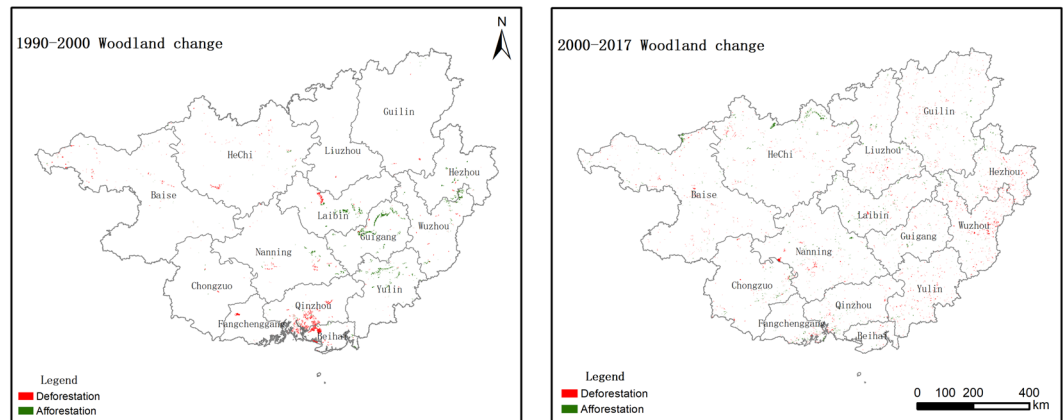 1990-2000 Woodland change
N
Guilin
Liuzhou
HeChi
Hezhou
Baise
Laibin
Wuzhou
Guigang
Nanning
Chongzuo
Yulin
Qinzhou
Fangchenggang
Beihai
Legend
Deforestation
Afforestation
2000-2017 Woodland change
Guilin
Liuzhou
HeChi
Hezhou
Baise
Laibin
Wuzhou
Guigang
Nanning
Chongzuo
Yulin
Qinzhou
Fangchenggang
Beihai
Legend
Deforestation
Afforestation
0 100 200 400
km